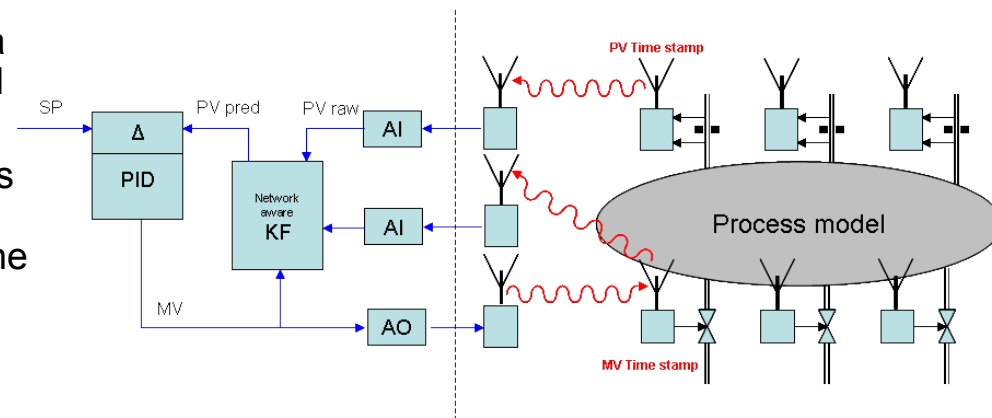 a
d
s
ne
SP
PV pred
PV raw
AI
Δ
PID
Network
aware
KF
AI
MV
AO
PV Time stamp
Process model
MV Time stamp